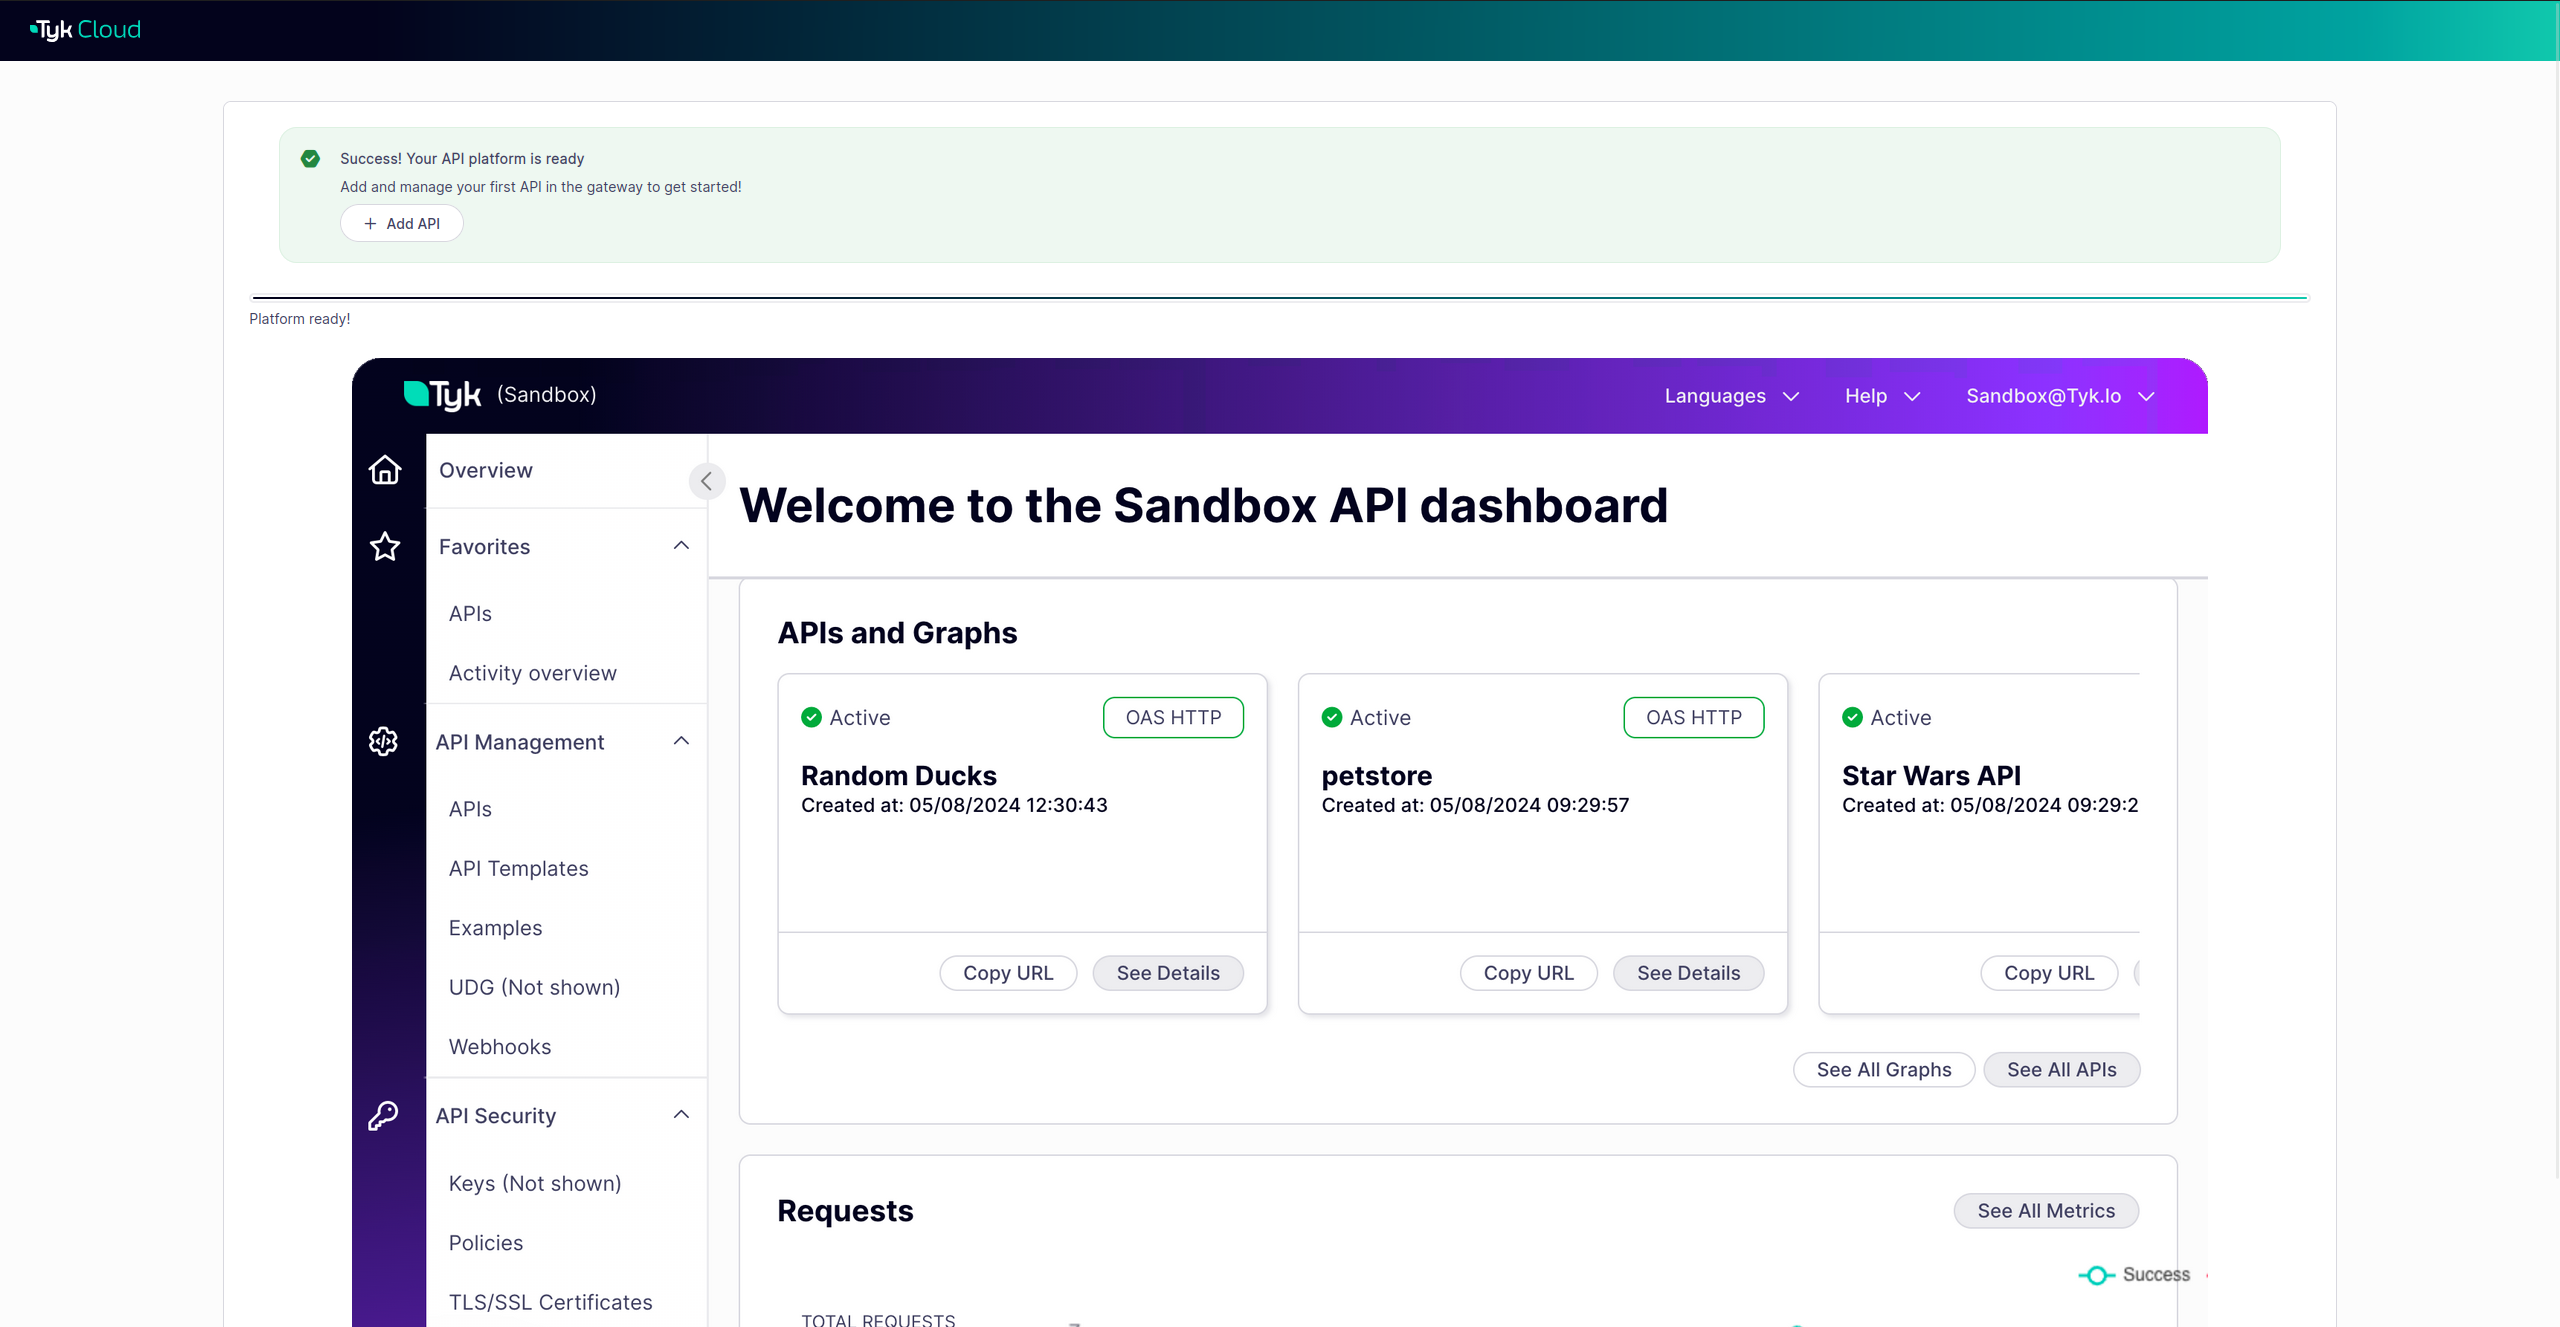 Tyk Cloud
Success! Your API platform is ready
Add and manage your first API in the gateway to get started!
+ Add API
Platform ready!
Tyk (Sandbox)
Languages
Help
Sandbox@Tyk.Io
Overview
Favorites
APIs
Activity overview
API Management
APIs
API Templates
Examples
UDG (Not shown)
Webhooks
API Security
Keys (Not shown)
Policies
TLS/SSL Certificates
Welcome to the Sandbox API dashboard
APIs and Graphs
Active
OAS HTTP
Random Ducks
Created at: 05/08/2024 12:30:43
Copy URL
See Details
Active
OAS HTTP
petstore
Created at: 05/08/2024 09:29:57
Copy URL
See Details
Active
Star Wars API
Created at: 05/08/2024 09:29:2
Copy URL
See All Graphs
See All APIs
Requests
See All Metrics
Success
TOTAL REQUESTS